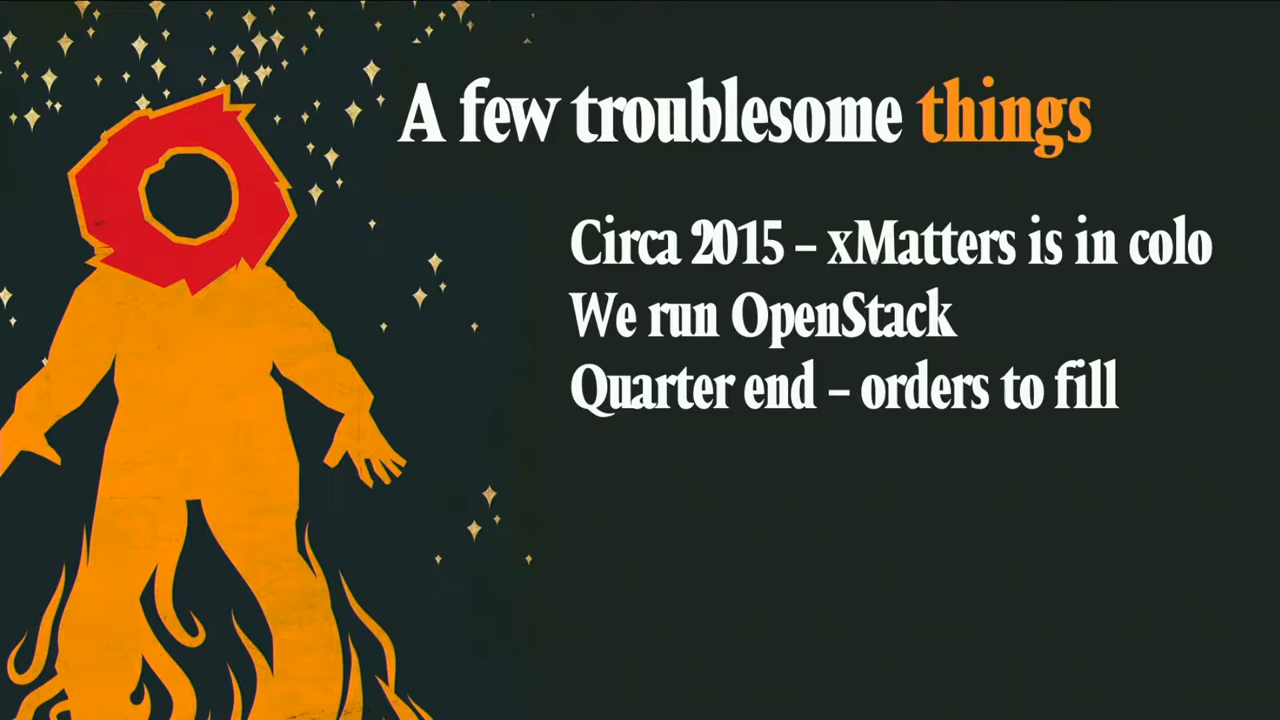 A few troublesome things
Circa 2015 – xMatters is in colo
We run OpenStack
Quarter end – orders to fill